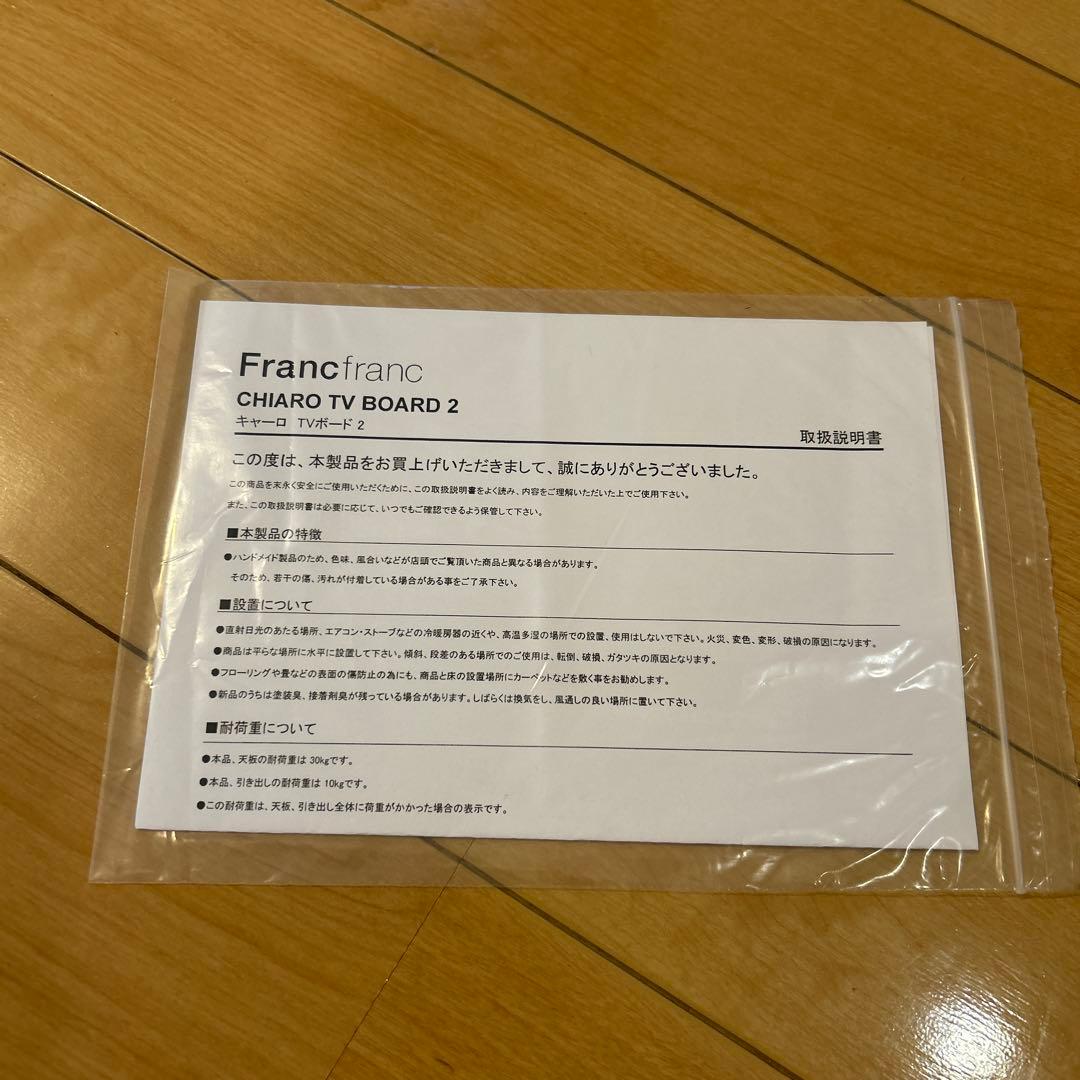 Francfranc
CHIARO TV BOARD 2
キャーロ TVボード 2
取扱説明書
この度は、本製品をお買上げいただきまして、誠にありがとうございました。
この商品を末永く安全にご使用いただくために、この取扱説明書をよく読み、内容をご理解いただいた上でご使用下さい。
また、この取扱説明書は必要に応じて、いつでもご確認できるよう保管して下さい。
■本製品の特徴
●ハンドメイド製品のため、色味、風合いなどが店頭でご覧頂いた商品と異なる場合があります。
そのため、若干の傷、汚れが付着している場合がある事をご了承下さい。
■設置について
●直射日光のあたる場所、エアコン・ストーブなどの冷暖房器の近くや、高温多湿の場所での設置、使用はしないで下さい。火災、変色、変形、破損の原因になります。
●商品は平らな場所に水平に設置して下さい。傾斜、段差のある場所でのご使用は、転倒、破損、ガタツキの原因となります。
●フローリングや畳などの表面の傷防止の為にも、商品と床の設置場所にカーペットなどを敷く事をお勧めします。
●新品のうちは塗装臭、接着剤臭が残っている場合があります。しばらくは換気をし、風通しの良い場所に置いて下さい。
■耐荷重について
●本品、天板の耐荷重は 30kgです。
●本品、引き出しの耐荷重は 10kgです。
●この耐荷重は、天板、引き出し全体に荷重がかかった場合の表示です。